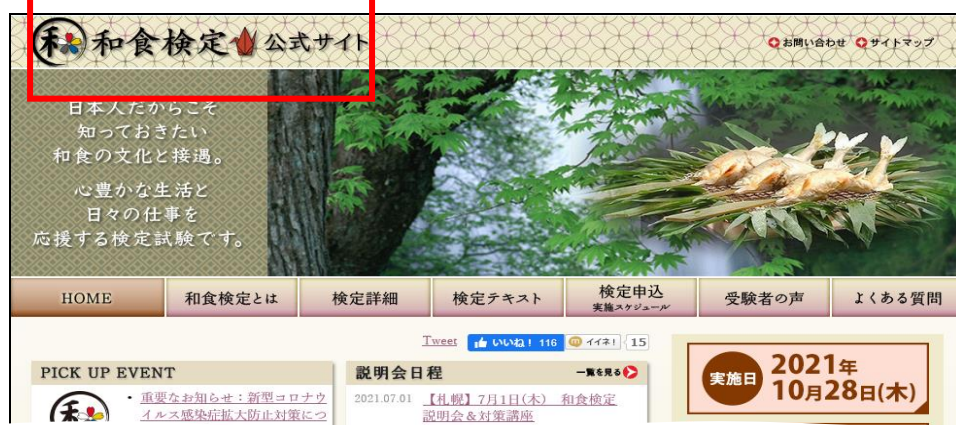 和 和食検定 公式サイト
お問い合わせ サイトマップ
日本人だからこそ
知っておきたい
和食の文化と接遇。
心豊かな生活と
日々の仕事を
応援する検定試験です。
HOME 和食検定とは 検定詳細 検定テキスト 検定申込 受験者の声 よくある質問
実施スケジュール
Tweet いいね！ 116 イイネ！ 15
PICK UP EVENT
和
・重要なお知らせ：新型コロナウ
イルス感染症拡大防止対策につ
説明会日程 一覧を見る
2021.07.01 【札幌】7月1日(木) 和食検定
説明会＆対策講座
実施日 2021年
10月28日(木)